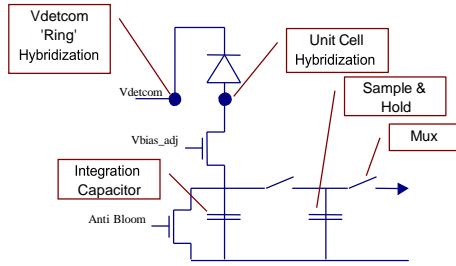 Vdetcom
'Ring'
Hybridization
Unit Cell
Hybridization
Vdetcom
Sample &
Hold
Mux
Vbias_adj
Integration
Capacitor
Anti Bloom